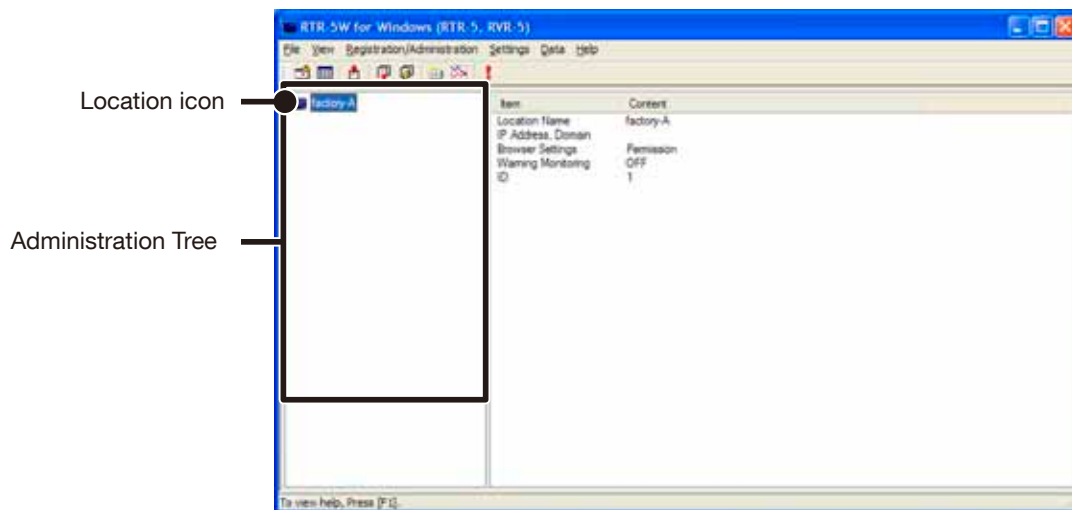 RTR-5W for Windows (RTR-5, RVR-5)
File View Registration/Administration Settings Data Help
Location icon
factory-A
Item Content
Location Name factory-A
IP Address, Domain
Browser Settings Permission
Warning Monitoring OFF
ID 1
Administration Tree
To view help, Press [F1].